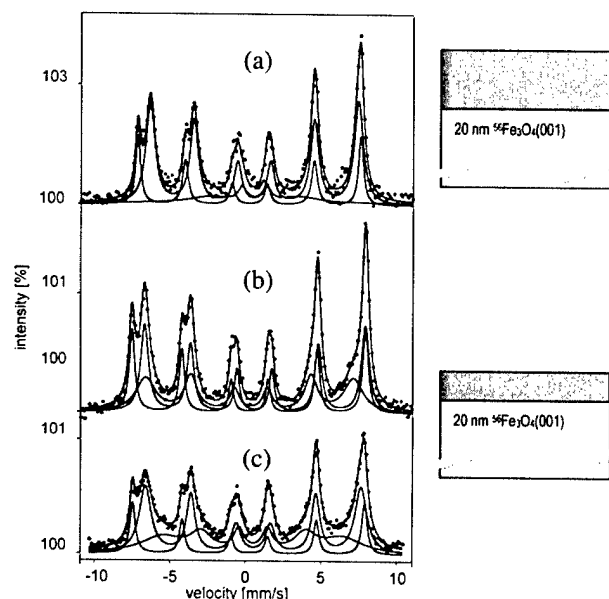 (a)
103
100
20 nm ⁵⁶Fe₃O₄(001)
(b)
101
100
intensity [%]
20 nm ⁵⁶Fe₃O₄(001)
(c)
101
100
-10 -5 0 5 10
velocity [mm/s]